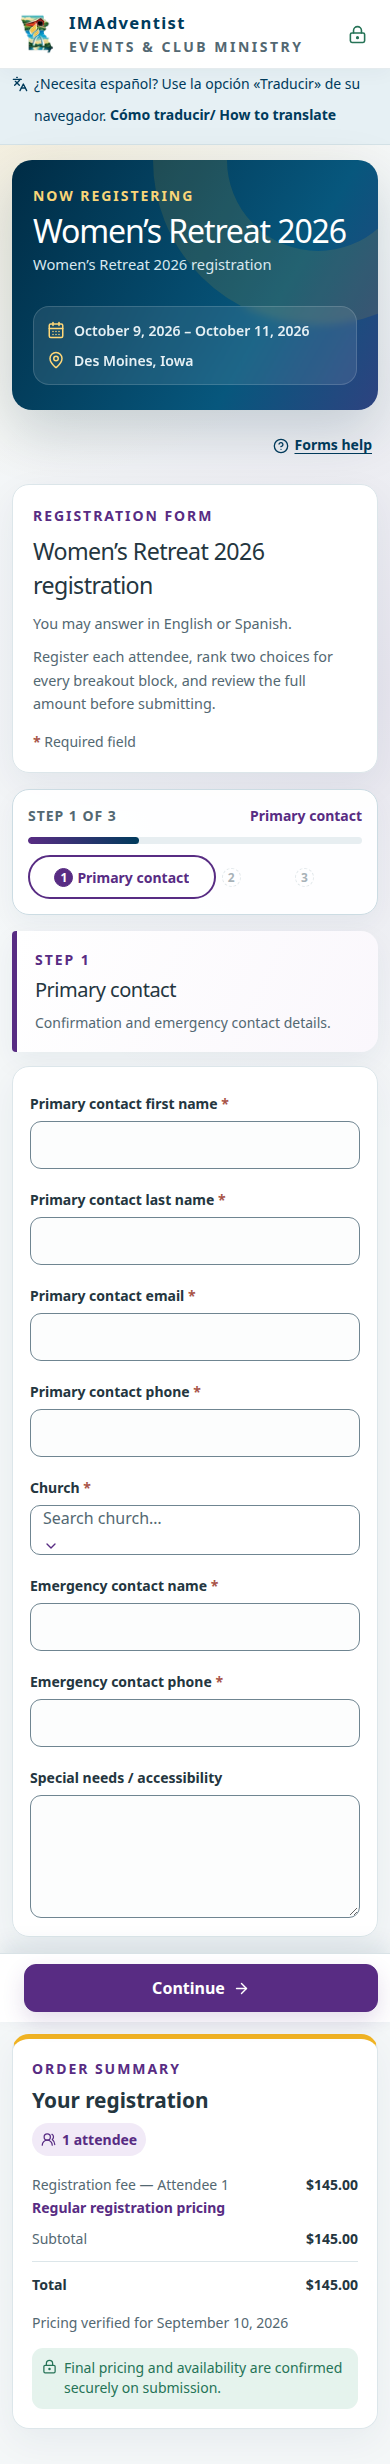 IMAdventist
EVENTS & CLUB MINISTRY
¿Necesita español? Use la opción «Traducir» de su
navegador. Cómo traducir/ How to translate
NOW REGISTERING
Women’s Retreat 2026
Women’s Retreat 2026 registration
October 9, 2026 – October 11, 2026
Des Moines, Iowa
Forms help
REGISTRATION FORM
Women’s Retreat 2026
registration
You may answer in English or Spanish.
Register each attendee, rank two choices for
every breakout block, and review the full
amount before submitting.
* Required field
STEP 1 OF 3 Primary contact
1 Primary contact 2 3
STEP 1
Primary contact
Confirmation and emergency contact details.
Primary contact first name *
Primary contact last name *
Primary contact email *
Primary contact phone *
Church *
Search church...
Emergency contact name *
Emergency contact phone *
Special needs / accessibility
Continue →
ORDER SUMMARY
Your registration
1 attendee
Registration fee — Attendee 1 $145.00
Regular registration pricing
Subtotal $145.00
Total $145.00
Pricing verified for September 10, 2026
Final pricing and availability are confirmed
securely on submission.